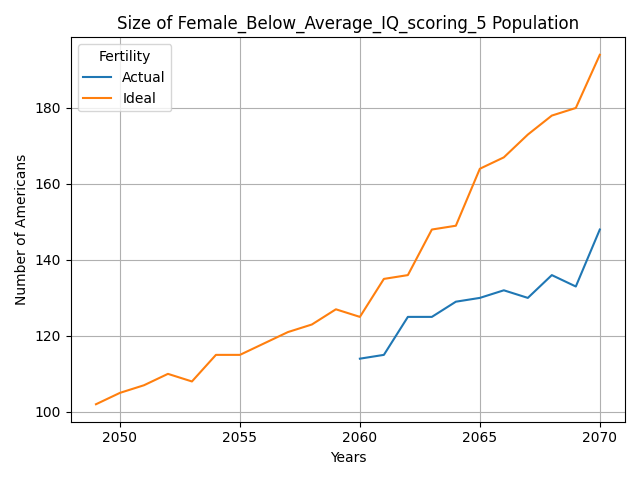 Size of Female_Below_Average_IQ_scoring_5 Population
Fertility
Actual
Ideal
Number of Americans
180
160
140
120
100
2050
2055
2060
2065
2070
Years